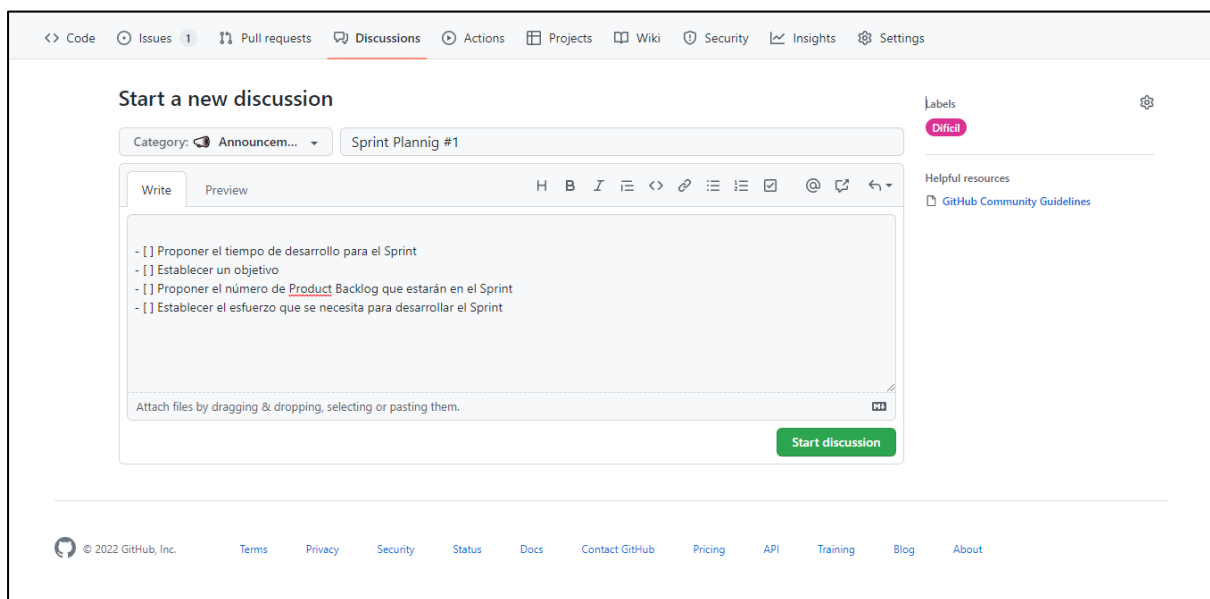 Code Issues 1 Pull requests Discussions Actions Projects Wiki Security Insights Settings
Start a new discussion
Category: Announcem... Sprint Plannig #1
Write Preview
- [ ] Proponer el tiempo de desarrollo para el Sprint
- [ ] Establecer un objetivo
- [ ] Proponer el número de Product Backlog que estarán en el Sprint
- [ ] Establecer el esfuerzo que se necesita para desarrollar el Sprint
Attach files by dragging & dropping, selecting or pasting them.
Start discussion
Labels
Difícil
Helpful resources
GitHub Community Guidelines
© 2022 GitHub, Inc. Terms Privacy Security Status Docs Contact GitHub Pricing API Training Blog About